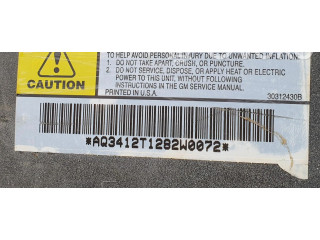 TO HELP AVOID PERSONAL INJURY DUE TO UNWANTED INFLATION.
1. DO NOT TAKE APART, CRUSH, OR PUNCTURE.
2. DO NOT SERVICE, DISPOSE, OR APPLY HEAT OR ELECTRIC
POWER TO THIS UNIT WITHOUT FOLLOWING
INSTRUCTIONS IN THE GM SERVICE MANUAL.
PRINTED IN U.S.A.
30312430B
CAUTION
*AQ3412T1282W0072*